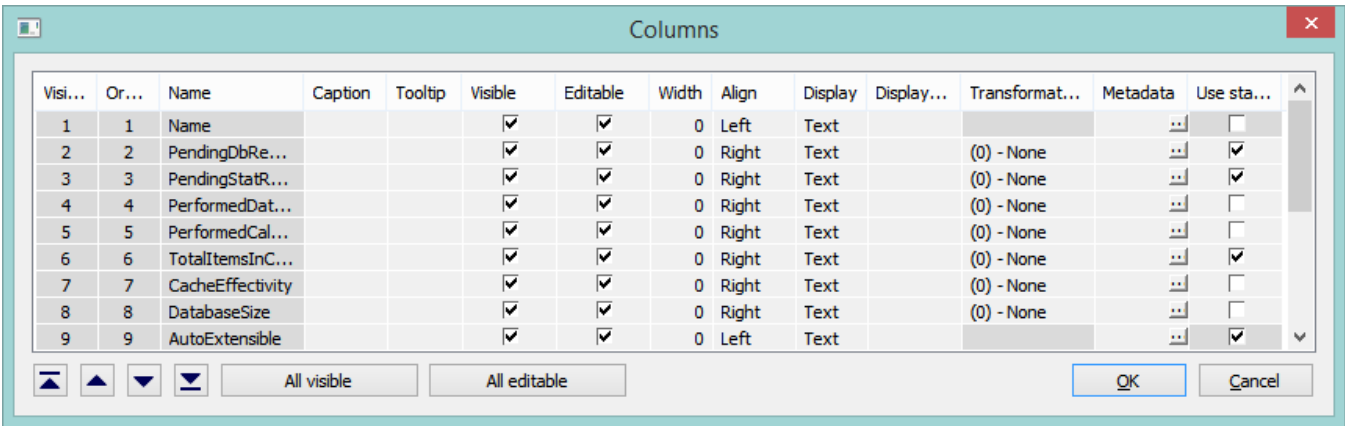 Columns
Visi... Or... Name Caption Tooltip Visible Editable Width Align Display Display... Transformat... Metadata Use sta...
1 1 Name 0 Left Text ..
2 2 PendingDbRe... 0 Right Text (0) - None ..
3 3 PendingStatR... 0 Right Text (0) - None ..
4 4 PerformedDat... 0 Right Text (0) - None ..
5 5 PerformedCal... 0 Right Text (0) - None ..
6 6 TotalItemsInC... 0 Right Text (0) - None ..
7 7 CacheEffectivity 0 Right Text (0) - None ..
8 8 DatabaseSize 0 Right Text (0) - None ..
9 9 AutoExtensible 0 Left Text ..
All visible All editable OK Cancel